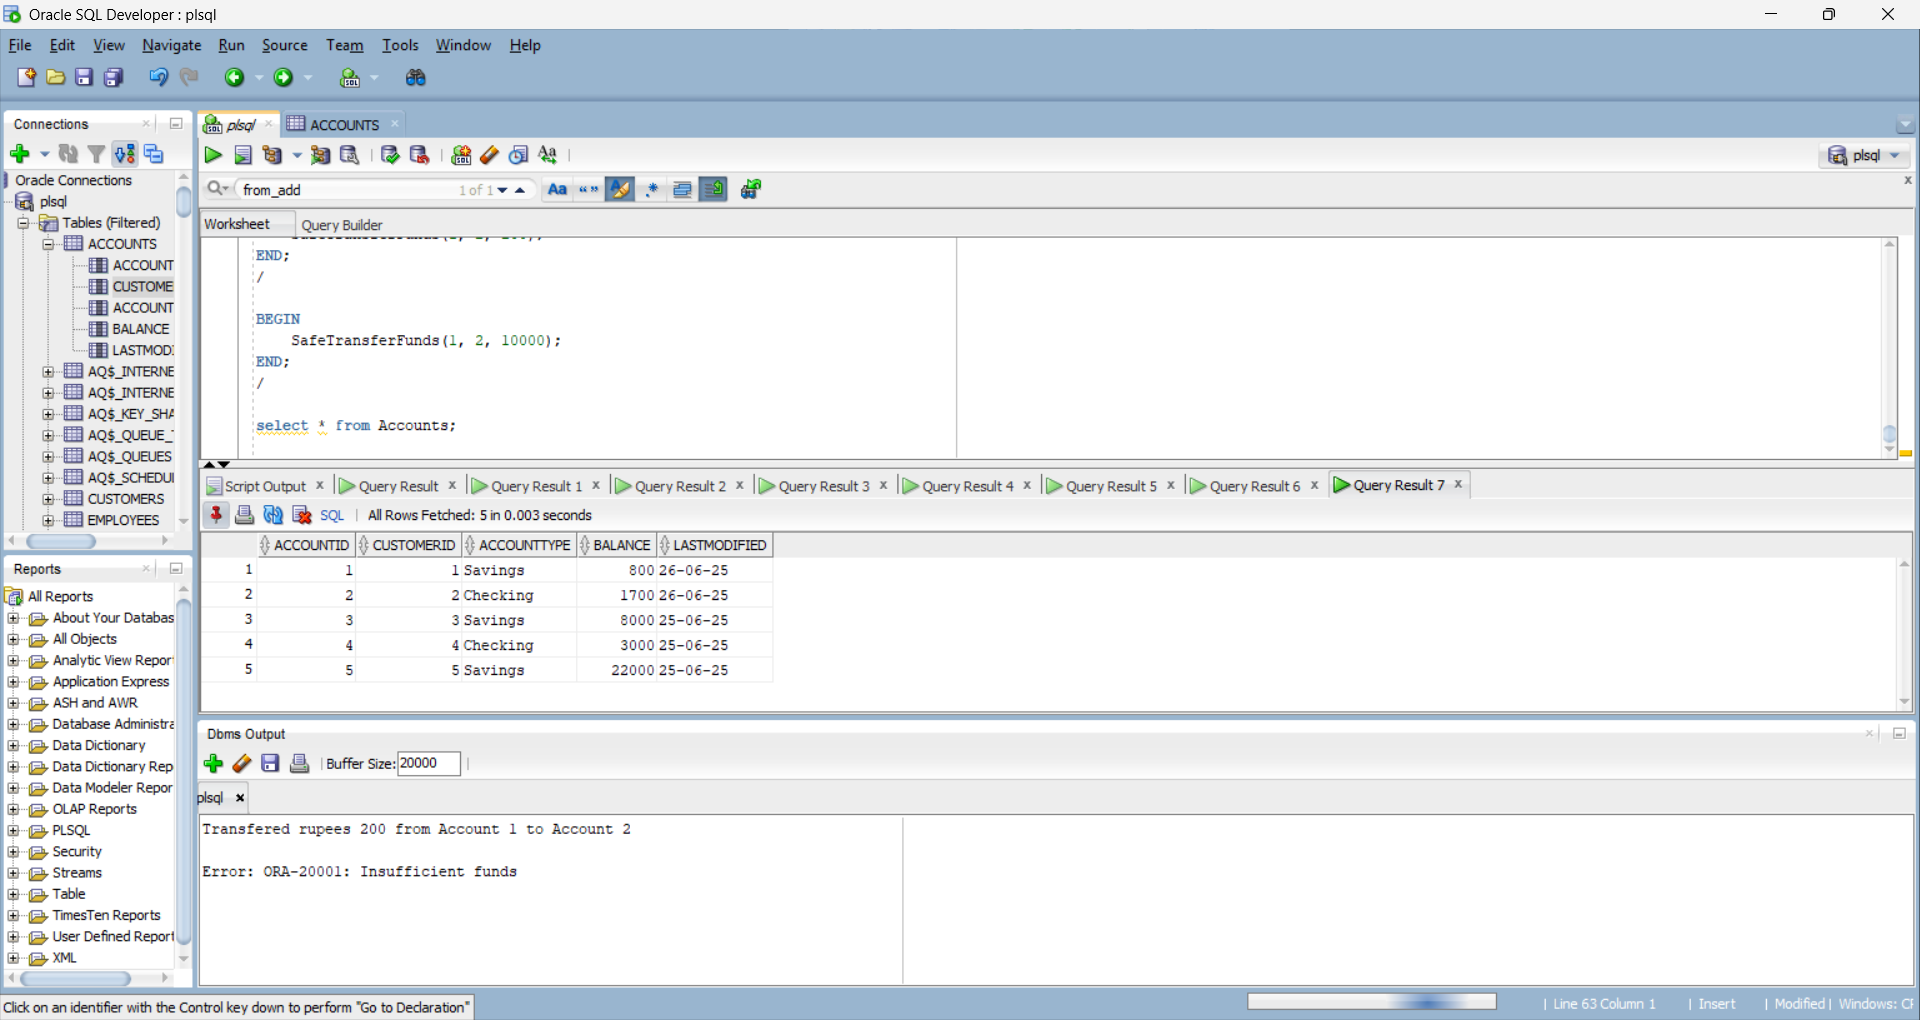 Oracle SQL Developer : plsql
File Edit View Navigate Run Source Team Tools Window Help
Connections
Oracle Connections
plsql
Tables (Filtered)
ACCOUNTS
ACCOUNT
CUSTOME
ACCOUNT
BALANCE
LASTMOD
AQ$_INTERNE
AQ$_INTERNE
AQ$_KEY_SHA
AQ$_QUEUE_
AQ$_QUEUES
AQ$_SCHEDU
CUSTOMERS
EMPLOYEES
Reports
All Reports
About Your Databas
All Objects
Analytic View Repor
Application Express
ASH and AWR
Database Administra
Data Dictionary
Data Dictionary Rep
Data Modeler Repor
OLAP Reports
PLSQL
Security
Streams
Table
TimesTen Reports
User Defined Report
XML
plsql ACCOUNTS
plsql
from_add 1 of 1 Aa “ ” .*
Worksheet Query Builder
END;
/
BEGIN
SafeTransferFunds(1, 2, 10000);
END;
/
select * from Accounts;
Script Output Query Result Query Result 1 Query Result 2 Query Result 3 Query Result 4 Query Result 5 Query Result 6 Query Result 7
SQL All Rows Fetched: 5 in 0.003 seconds
ACCOUNTID CUSTOMERID ACCOUNTTYPE BALANCE LASTMODIFIED
1 1 1 Savings 800 26-06-25
2 2 2 Checking 1700 26-06-25
3 3 3 Savings 8000 25-06-25
4 4 4 Checking 3000 25-06-25
5 5 5 Savings 22000 25-06-25
Dbms Output
Buffer Size: 20000
plsql
Transfered rupees 200 from Account 1 to Account 2
Error: ORA-20001: Insufficient funds
Click on an identifier with the Control key down to perform "Go to Declaration"
Line 63 Column 1 Insert Modified Windows: C